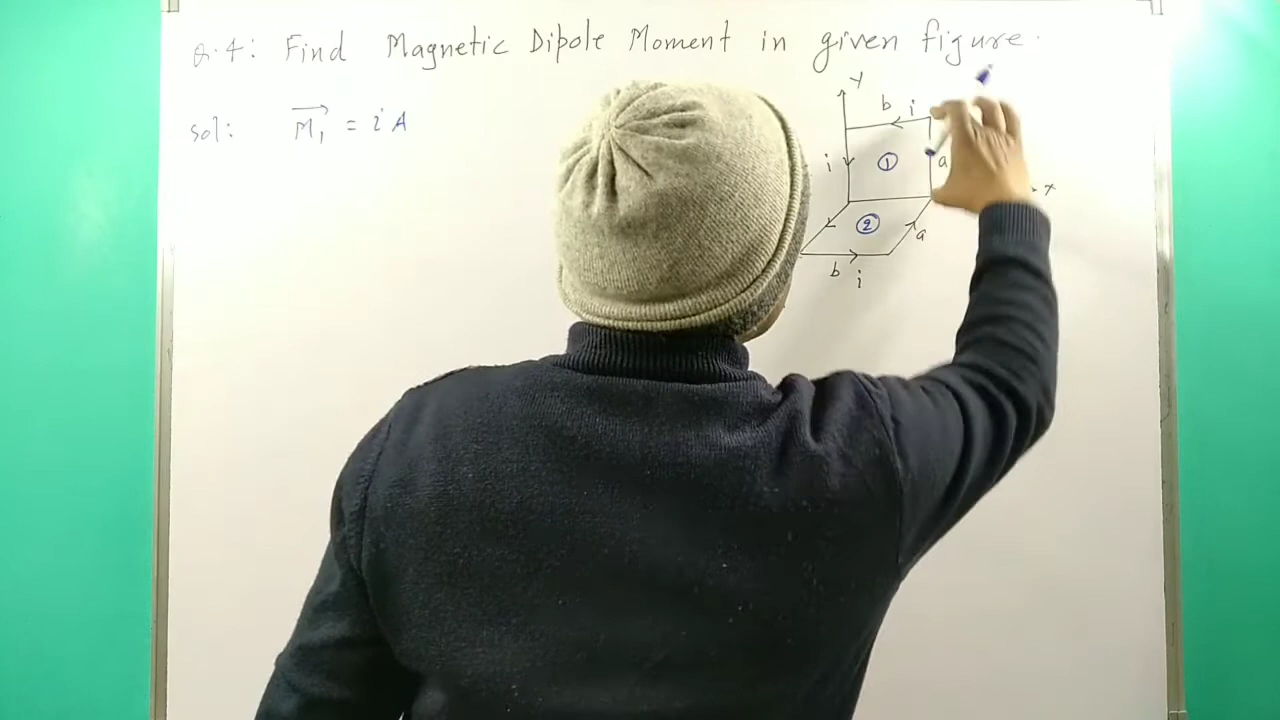 Q.4: Find Magnetic Dipole Moment in given figure.
sol: M₁ = i A
y
b i
i ① a
x
② a
b i